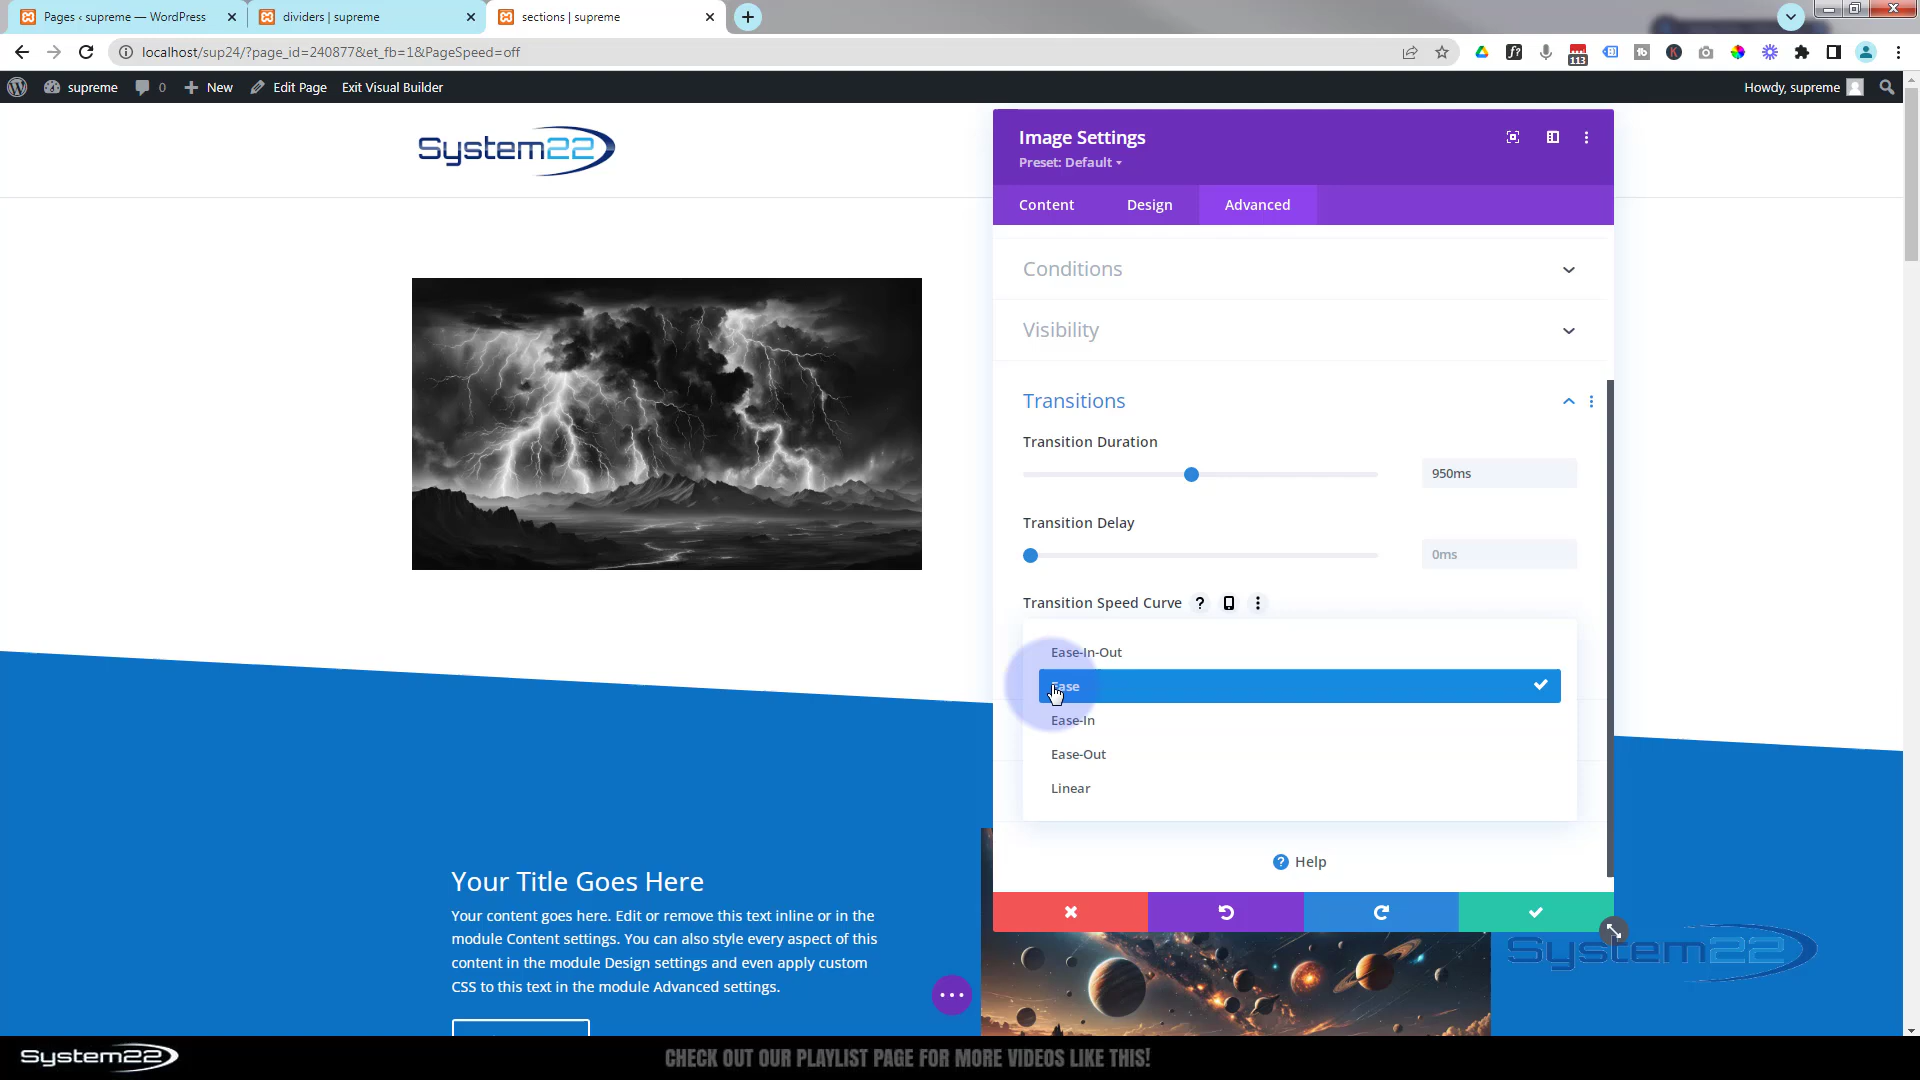 Pages ‹ supreme — WordPress
dividers | supreme
sections | supreme
localhost/sup24/?page_id=240877&et_fb=1&PageSpeed=off
113
supreme
0
New
Edit Page
Exit Visual Builder
Howdy, supreme
System22
Image Settings
Preset: Default
Content
Design
Advanced
Conditions
Visibility
Transitions
Transition Duration
950ms
Transition Delay
0ms
Transition Speed Curve
Ease-In-Out
Ease
Ease-In
Ease-Out
Linear
Help
Your Title Goes Here
Your content goes here. Edit or remove this text inline or in the
module Content settings. You can also style every aspect of this
content in the module Design settings and even apply custom
CSS to this text in the module Advanced settings.
System22
System22
CHECK OUT OUR PLAYLIST PAGE FOR MORE VIDEOS LIKE THIS!